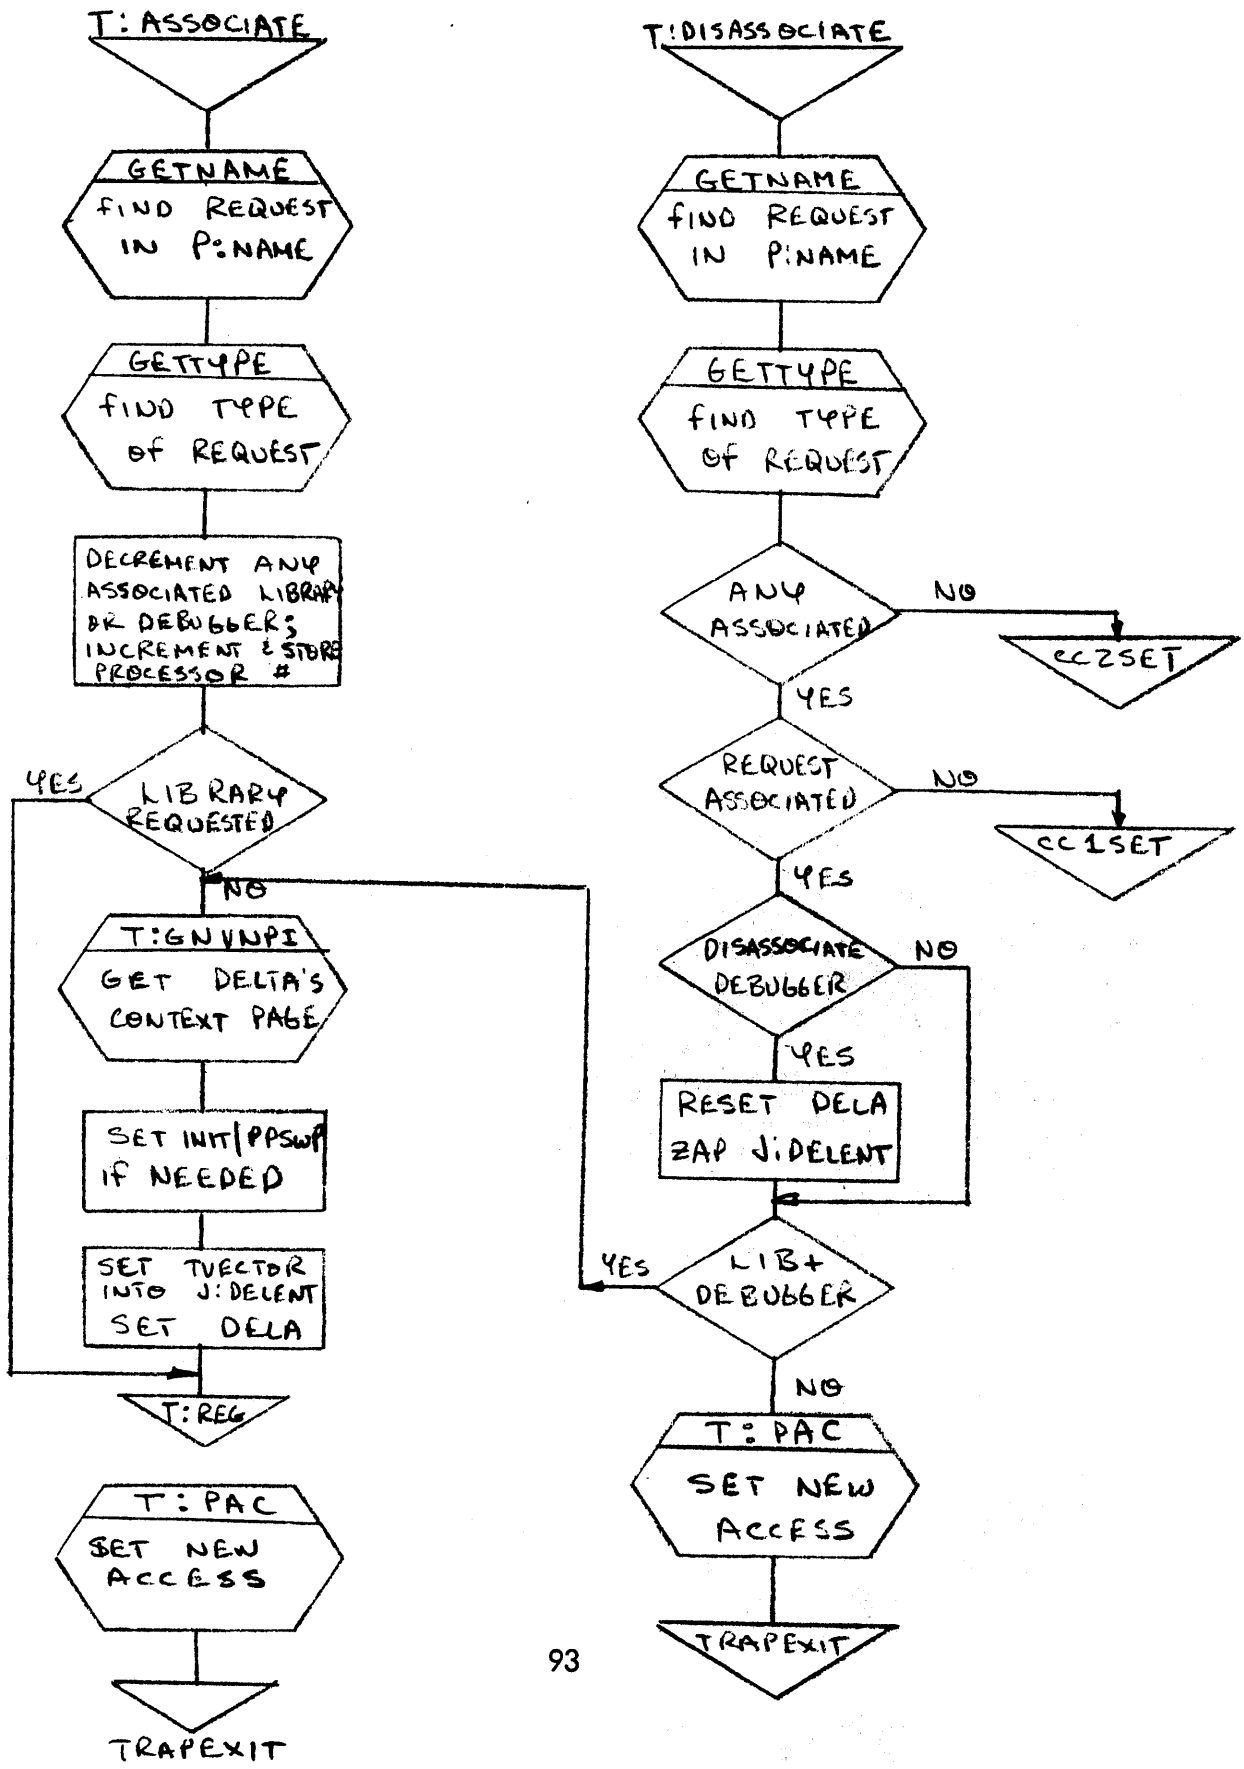 T:ASSOCIATE
GETNAME
FIND REQUEST
IN P:NAME
GETTYPE
FIND TYPE
OF REQUEST
DECREMENT ANY
ASSOCIATED LIBRARY
OR DEBUGGER;
INCREMENT & STORE
PROCESSOR #
YES
LIBRARY
REQUESTED
NO
T:GNVNPI
GET DELTA'S
CONTEXT PAGE
SET INIT/PPSWP
IF NEEDED
SET TVECTOR
INTO J:DELENT
SET DELA
T:REG
T:PAC
SET NEW
ACCESS
TRAPEXIT
T:DISASSOCIATE
GETNAME
FIND REQUEST
IN P:NAME
GETTYPE
FIND TYPE
OF REQUEST
ANY
ASSOCIATED
NO
CC2SET
YES
REQUEST
ASSOCIATED
NO
CC1SET
YES
DISASSOCIATE
DEBUGGER
NO
YES
RESET DELA
ZAP J:DELENT
YES
LIB+
DEBUGGER
NO
T:PAC
SET NEW
ACCESS
TRAPEXIT
93